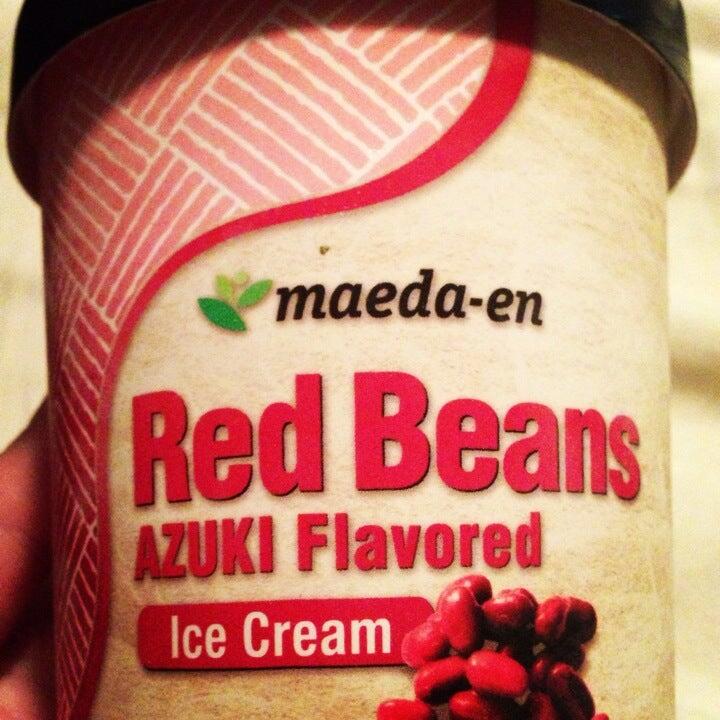 maeda-en
Red Beans
AZUKI Flavored
Ice Cream